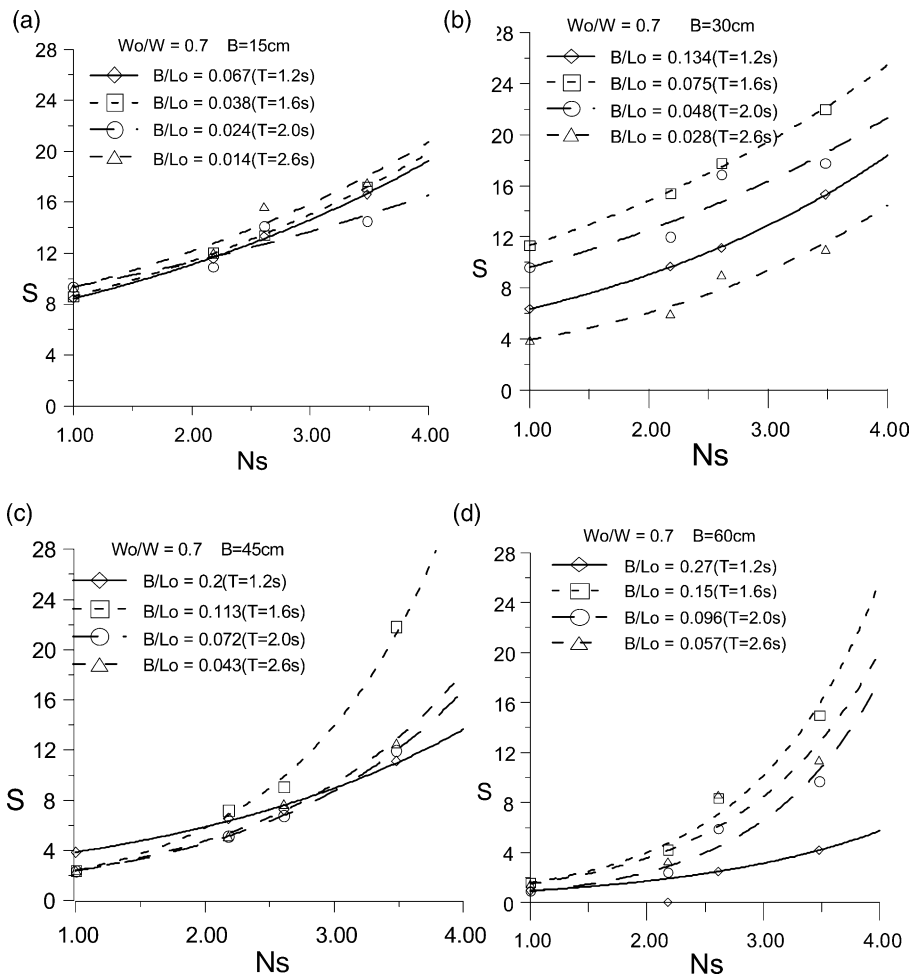 (a)
Wo/W = 0.7 B=15cm
B/Lo = 0.067(T=1.2s)
B/Lo = 0.038(T=1.6s)
B/Lo = 0.024(T=2.0s)
B/Lo = 0.014(T=2.6s)
28
24
20
16
12
8
4
0
S
1.00 2.00 3.00 4.00
Ns
(b)
Wo/W = 0.7 B=30cm
B/Lo = 0.134(T=1.2s)
B/Lo = 0.075(T=1.6s)
B/Lo = 0.048(T=2.0s)
B/Lo = 0.028(T=2.6s)
28
24
20
16
12
8
4
0
S
1.00 2.00 3.00 4.00
Ns
(c)
Wo/W = 0.7 B=45cm
B/Lo = 0.2(T=1.2s)
B/Lo = 0.113(T=1.6s)
B/Lo = 0.072(T=2.0s)
B/Lo = 0.043(T=2.6s)
28
24
20
16
12
8
4
0
S
1.00 2.00 3.00 4.00
Ns
(d)
Wo/W = 0.7 B=60cm
B/Lo = 0.27(T=1.2s)
B/Lo = 0.15(T=1.6s)
B/Lo = 0.096(T=2.0s)
B/Lo = 0.057(T=2.6s)
28
24
20
16
12
8
4
0
S
1.00 2.00 3.00 4.00
Ns